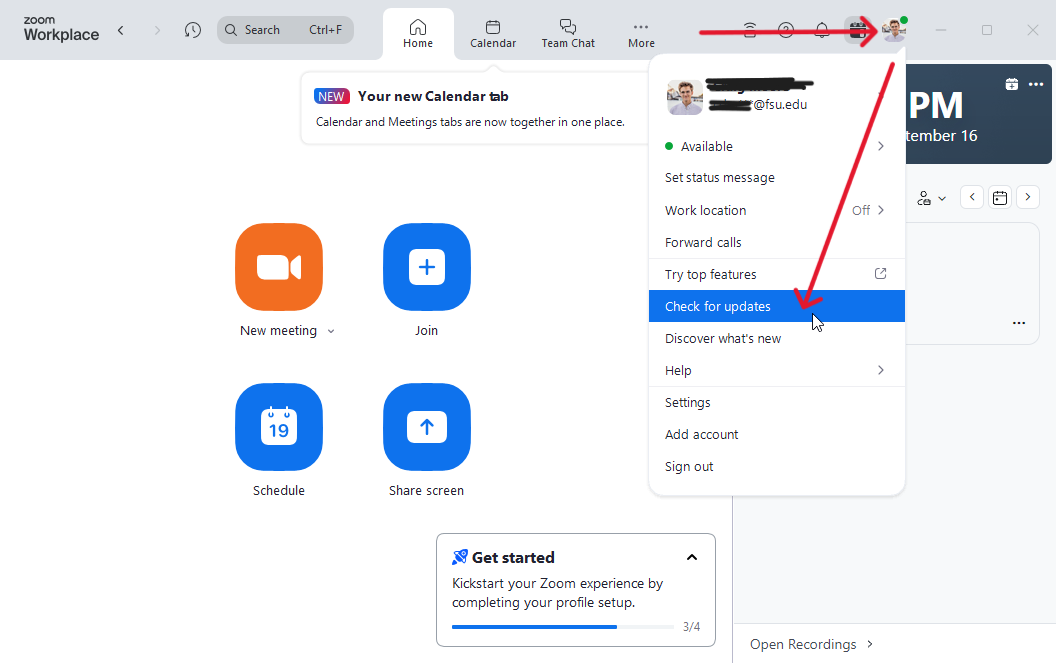 zoom
Workplace
Search Ctrl+F
Home
Calendar
Team Chat
More
NEW Your new Calendar tab
Calendar and Meetings tabs are now together in one place.
@fsu.edu
Available
Set status message
Work location Off
Forward calls
Try top features
Check for updates
Discover what's new
Help
Settings
Add account
Sign out
PM
tember 16
New meeting
Join
19
Schedule
Share screen
Get started
Kickstart your Zoom experience by
completing your profile setup.
3/4
Open Recordings